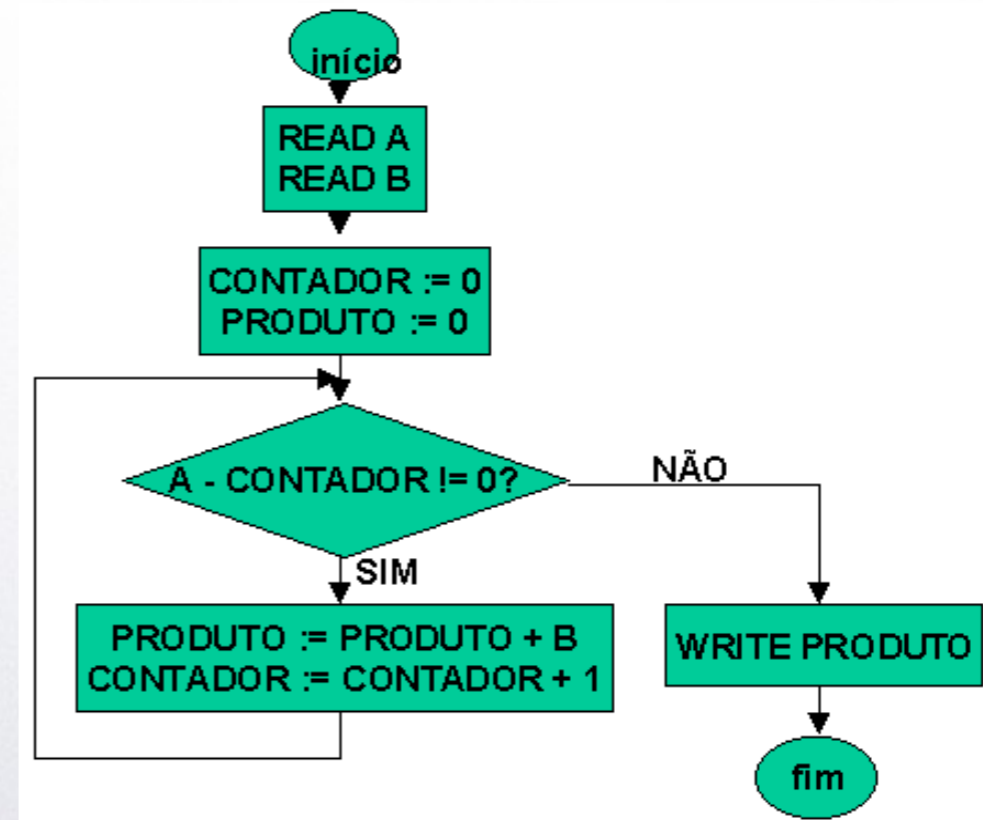 início
READ A
READ B
CONTADOR := 0
PRODUTO := 0
A - CONTADOR != 0?
NÃO
SIM
PRODUTO := PRODUTO + B
CONTADOR := CONTADOR + 1
WRITE PRODUTO
fim